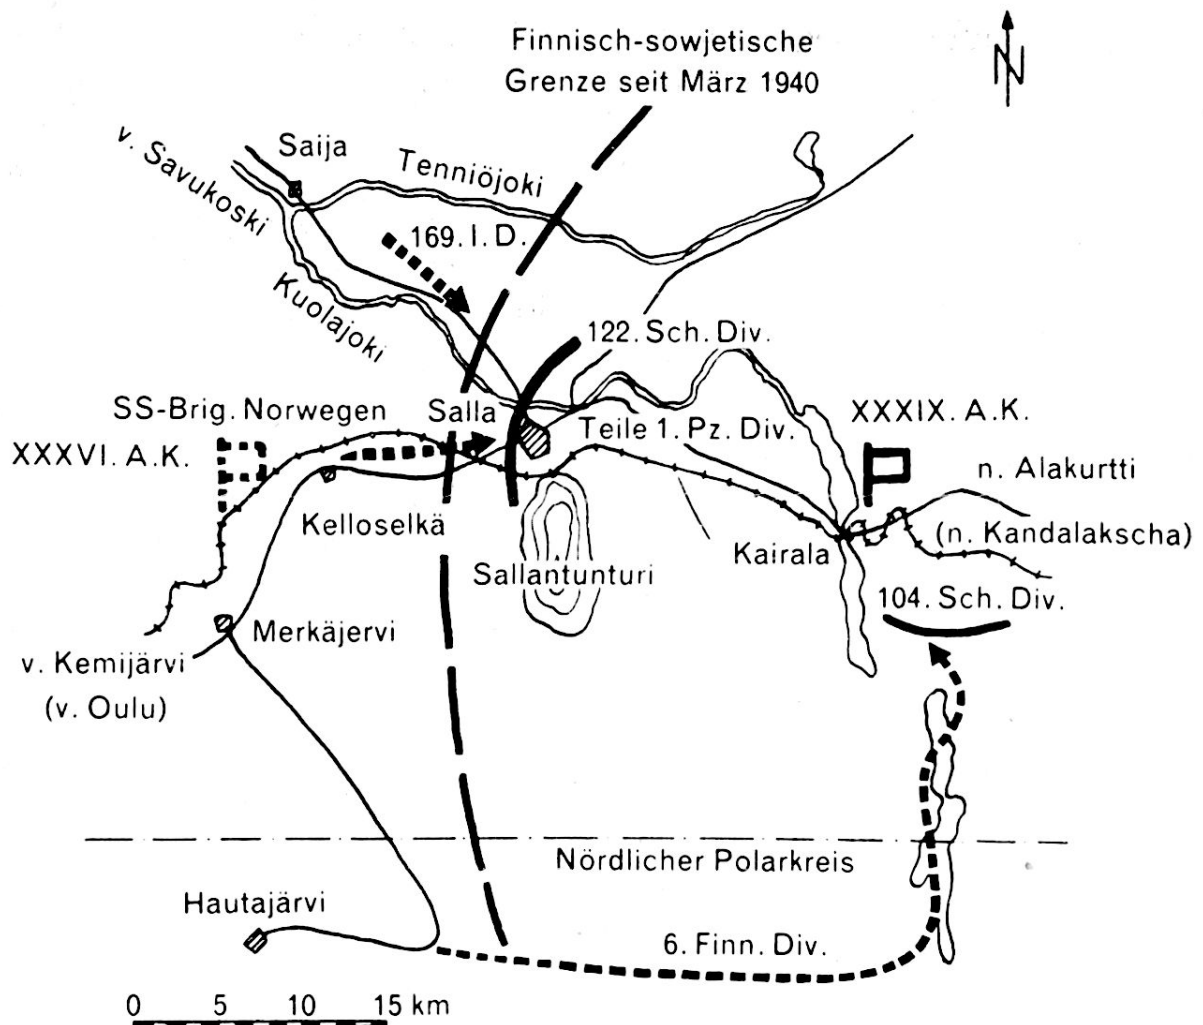 Finnisch-sowjetische
Grenze seit März 1940
N
v. Savukoski
Saija
Tenniöjoki
169. I. D.
Kuolajoki
122. Sch. Div.
SS-Brig. Norwegen
Salla
XXXVI. A. K.
Teile 1. Pz. Div.
XXXIX. A. K.
n. Alakurtti
(n. Kandalakscha)
Kelloselkä
Kairala
Sallantunturi
104. Sch. Div.
Merkäjervi
v. Kemijärvi
(v. Oulu)
Nördlicher Polarkreis
Hautajärvi
6. Finn. Div.
0 5 10 15 km